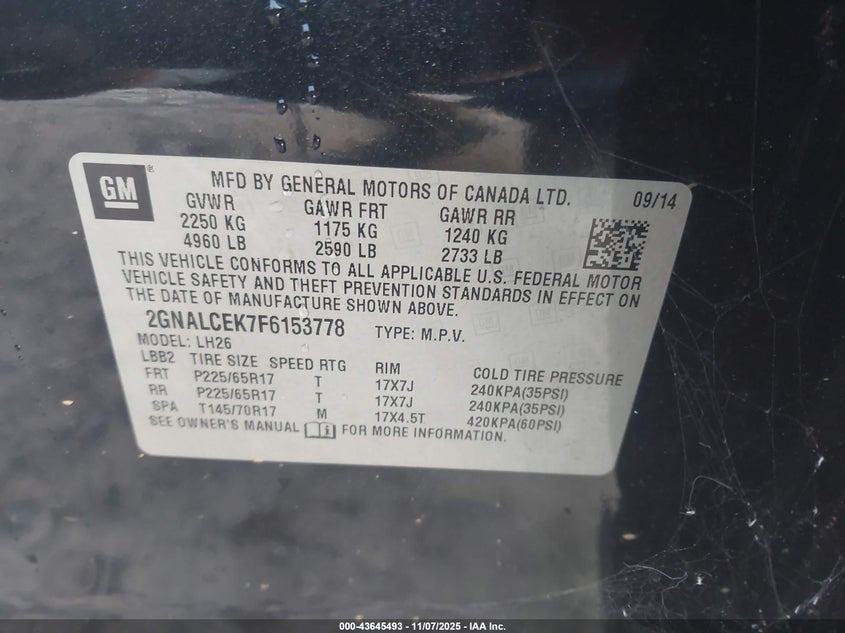 GM ®
MFD BY GENERAL MOTORS OF CANADA LTD. 09/14
GVWR GAWR FRT GAWR RR
2250 KG 1175 KG 1240 KG
4960 LB 2590 LB 2733 LB
THIS VEHICLE CONFORMS TO ALL APPLICABLE U.S. FEDERAL MOTOR
VEHICLE SAFETY AND THEFT PREVENTION STANDARDS IN EFFECT ON
THE DATE OF MANUFACTURE SHOWN ABOVE.
2GNALCEK7F6153778 TYPE: M.P.V.
MODEL: LH26
LBB2 TIRE SIZE SPEED RTG RIM COLD TIRE PRESSURE
FRT P225/65R17 T 17X7J 240KPA(35PSI)
RR P225/65R17 T 17X7J 240KPA(35PSI)
SPA T145/70R17 M 17X4.5T 420KPA(60PSI)
SEE OWNER'S MANUAL i FOR MORE INFORMATION.
000-43645493 - 11/07/2025 - IAA Inc.